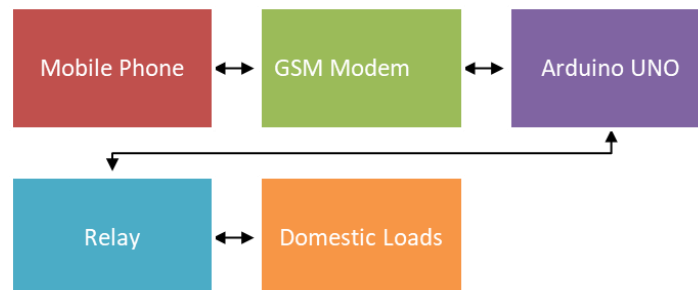 Mobile Phone
GSM Modem
Arduino UNO
Relay
Domestic Loads